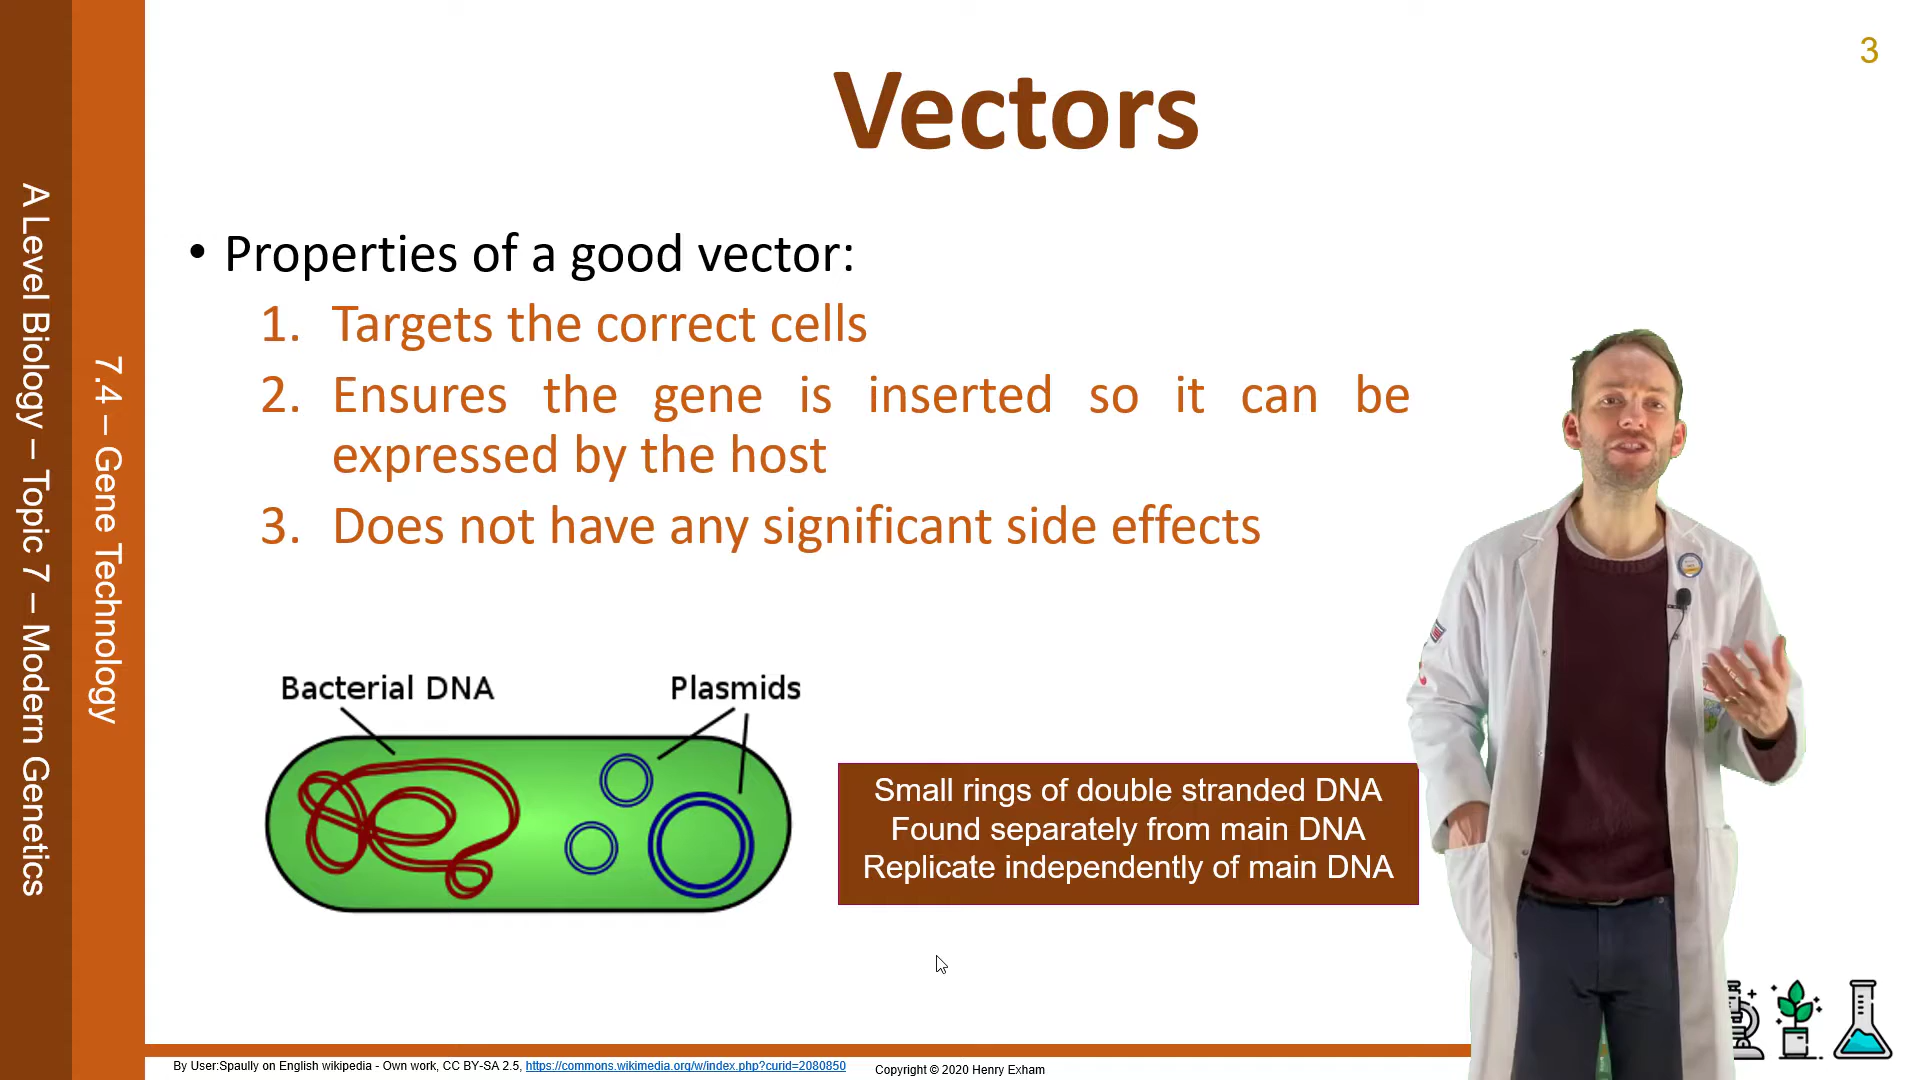 3
Vectors
• Properties of a good vector:
1. Targets the correct cells
2. Ensures the gene is inserted so it can be
expressed by the host
3. Does not have any significant side effects
Bacterial DNA
Plasmids
Small rings of double stranded DNA
Found separately from main DNA
Replicate independently of main DNA
A Level Biology – Topic 7 – Modern Genetics
7.4 – Gene Technology
By User:Spaully on English wikipedia - Own work, CC BY-SA 2.5, https://commons.wikimedia.org/w/index.php?curid=2080850
Copyright © 2020 Henry Exham